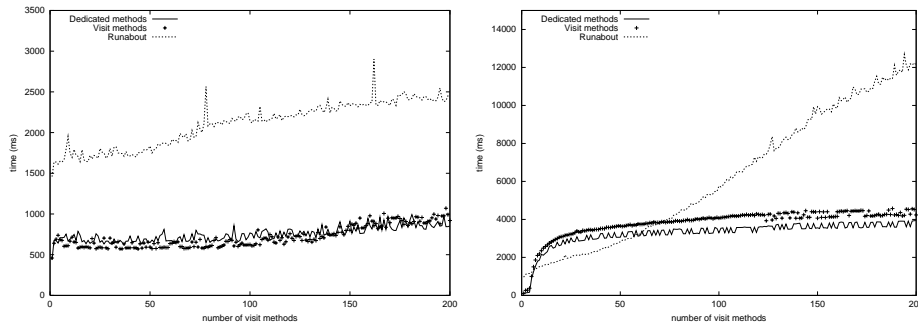 Dedicated methods
Visit methods
Runabout
3500
3000
2500
2000
1500
1000
500
0
time (ms)
0 50 100 150 200
number of visit methods
Dedicated methods
Visit methods
Runabout
14000
12000
10000
8000
6000
4000
2000
0
time (ms)
0 50 100 150 200
number of visit methods